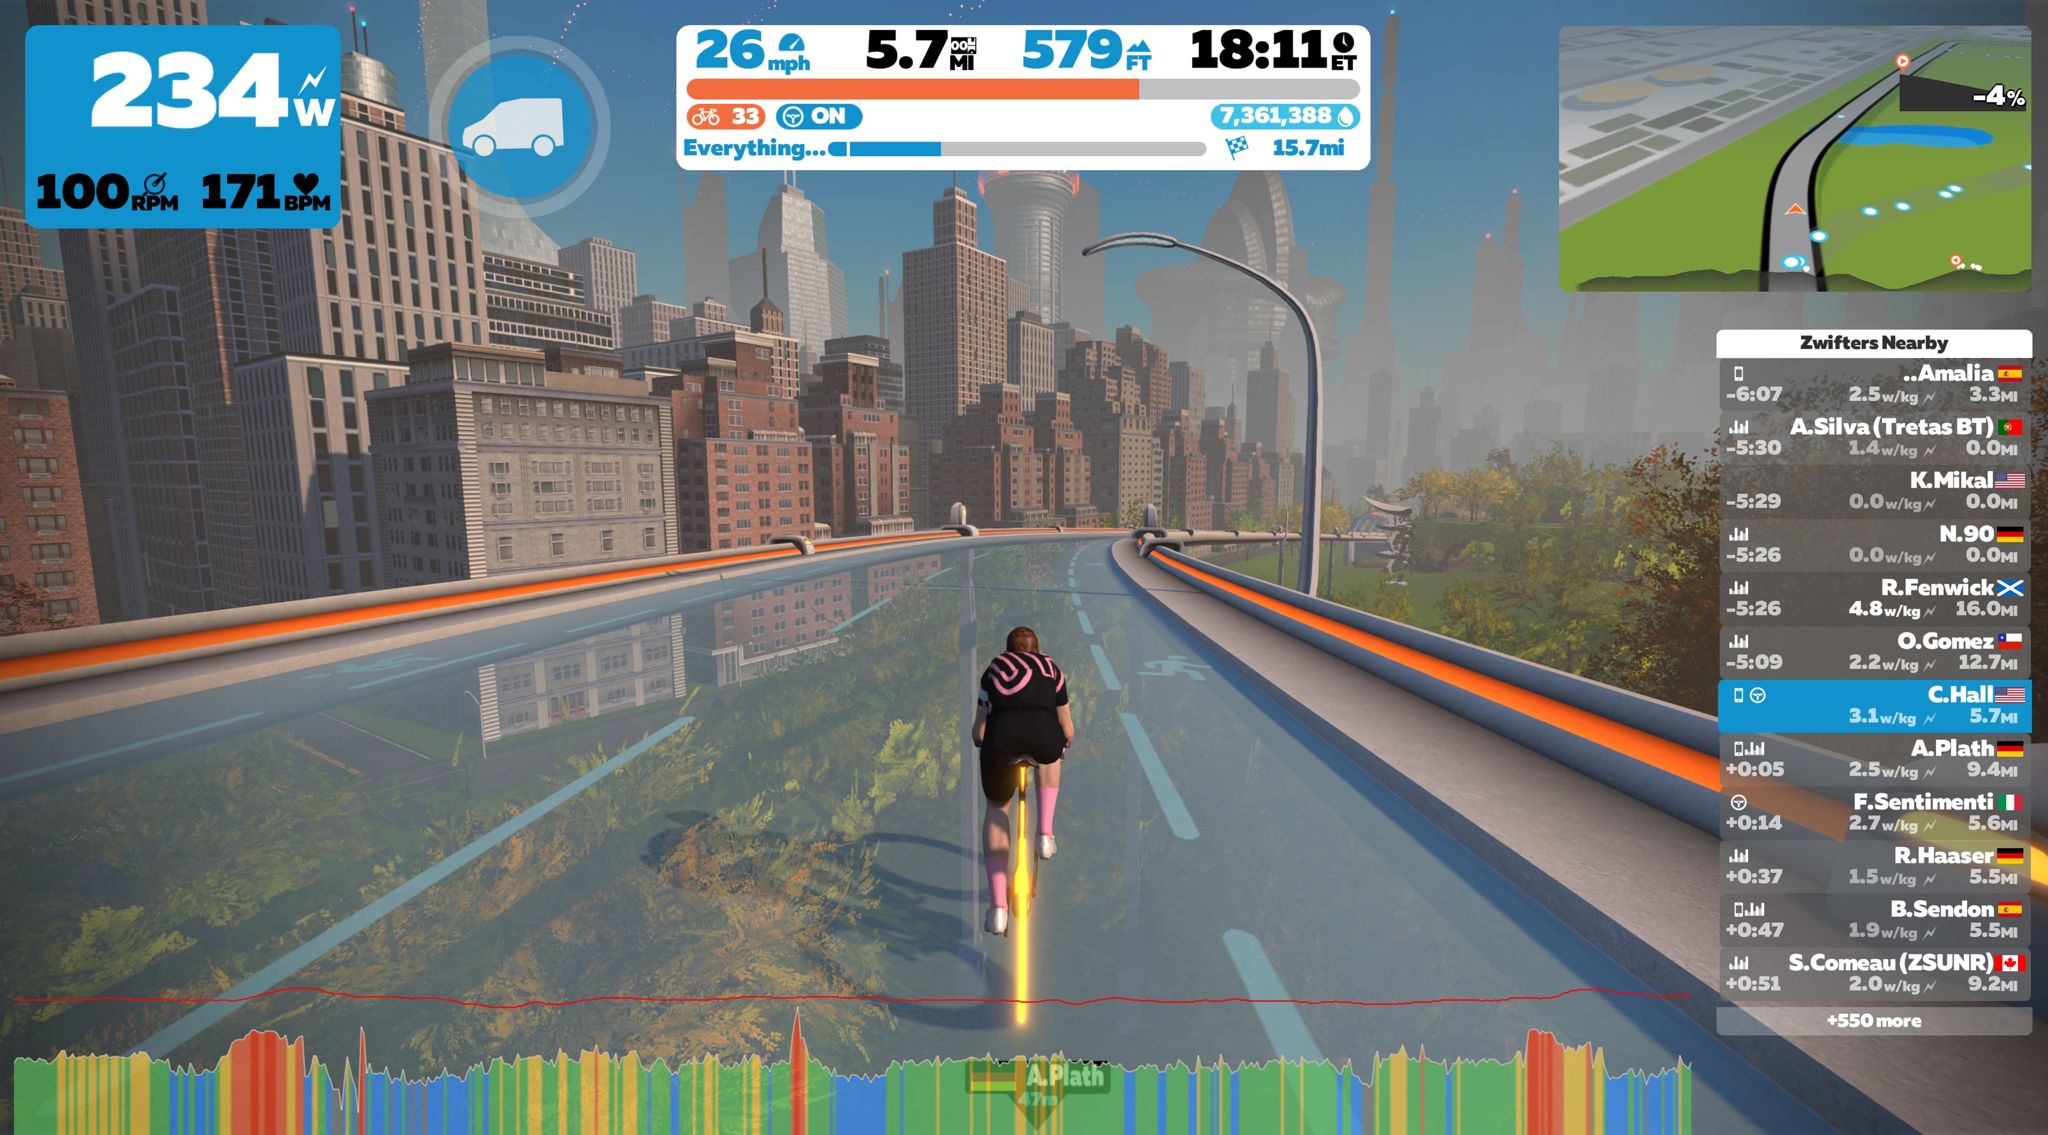 234W
100RPM 171BPM
26mph 5.7MI 579FT 18:11ET
33 ON 7,361,388
Everything... 15.7mi
-4%
Zwifters Nearby
..Amalia
-6:07 2.5w/kg 3.3MI
A.Silva (Tretas BT)
-5:30 1.4w/kg 0.0MI
K.Mikal
-5:29 0.0w/kg 0.0MI
N.90
-5:26 0.0w/kg 0.0MI
R.Fenwick
-5:26 4.8w/kg 16.0MI
O.Gomez
-5:09 2.2w/kg 12.7MI
C.Hall
3.1w/kg 5.7MI
A.Plath
+0:05 2.5w/kg 9.4MI
F.Sentimenti
+0:14 2.7w/kg 5.6MI
R.Haaser
+0:37 1.5w/kg 5.5MI
B.Sendon
+0:47 1.9w/kg 5.5MI
S.Comeau (ZSUNR)
+0:51 2.0w/kg 9.2MI
+550 more
A.Plath
47m